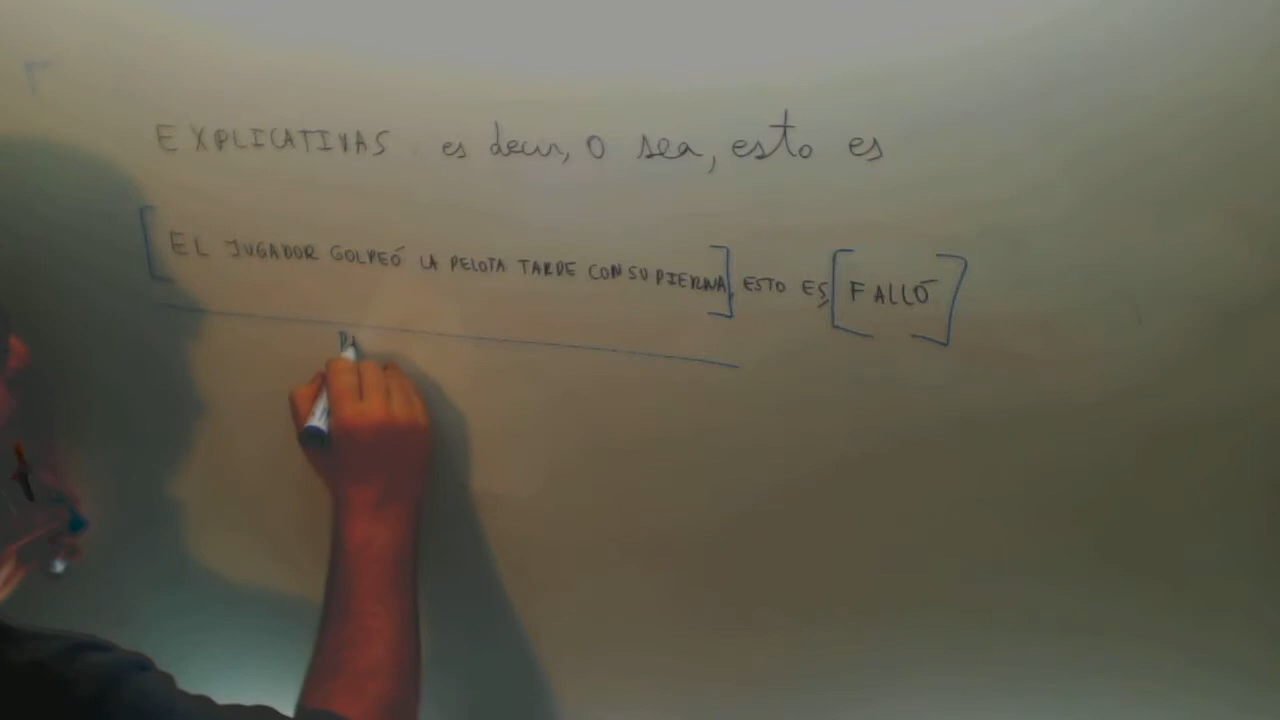 EXPLICATIVAS es decir, o sea, esto es
[EL JUGADOR GOLPEÓ LA PELOTA TARDE CON SU PIERNA], ESTO ES, [FALLÓ]